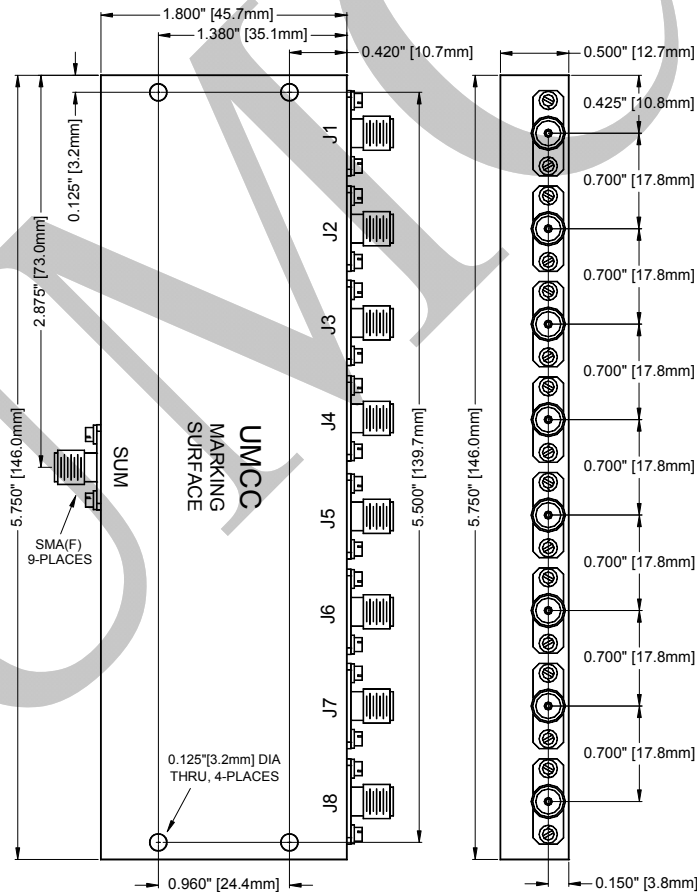 1.800" [45.7mm]
1.380" [35.1mm]
0.420" [10.7mm]
0.500" [12.7mm]
0.125" [3.2mm]
2.875" [73.0mm]
5.750" [146.0mm]
SUM
SMA(F)
9-PLACES
UMCC
MARKING
SURFACE
0.125"[3.2mm] DIA
THRU, 4-PLACES
0.960" [24.4mm]
J1
J2
J3
J4
J5
J6
J7
J8
5.500" [139.7mm]
5.750" [146.0mm]
0.425" [10.8mm]
0.700" [17.8mm]
0.700" [17.8mm]
0.700" [17.8mm]
0.700" [17.8mm]
0.700" [17.8mm]
0.700" [17.8mm]
0.700" [17.8mm]
0.150" [3.8mm]
UMC